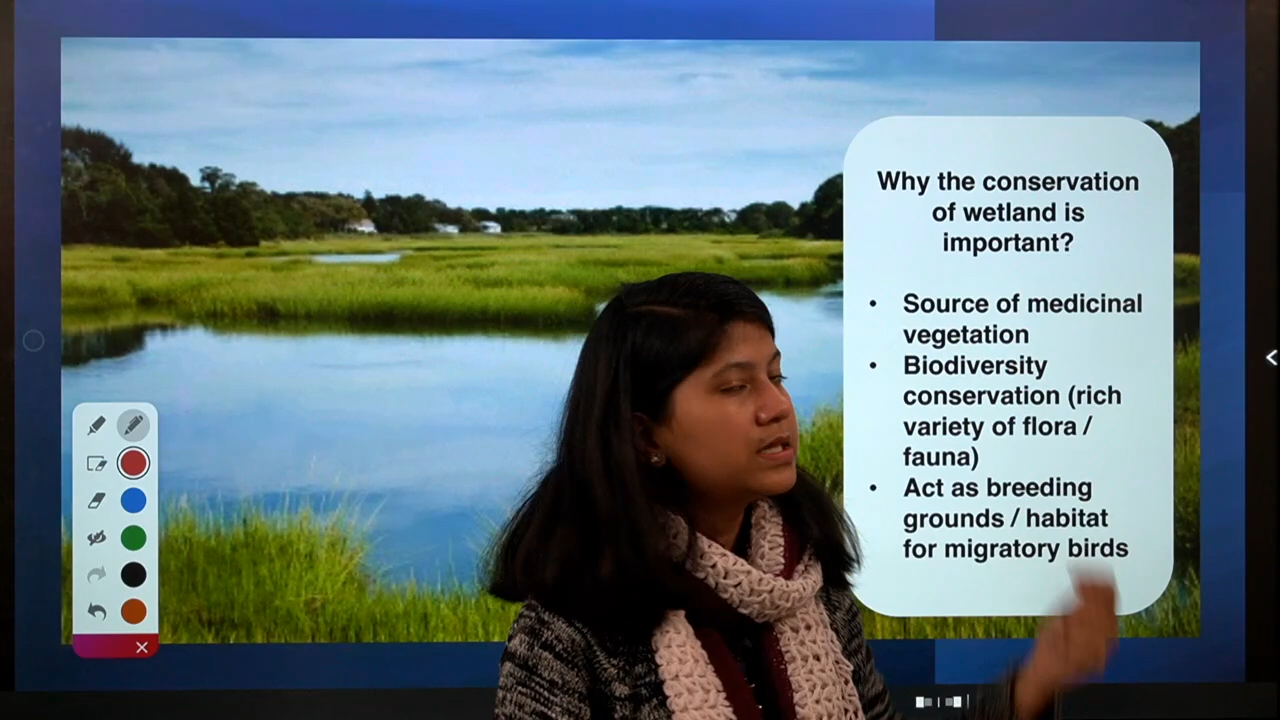 Why the conservation
of wetland is
important?
• Source of medicinal
vegetation
• Biodiversity
conservation (rich
variety of flora /
fauna)
• Act as breeding
grounds / habitat
for migratory birds